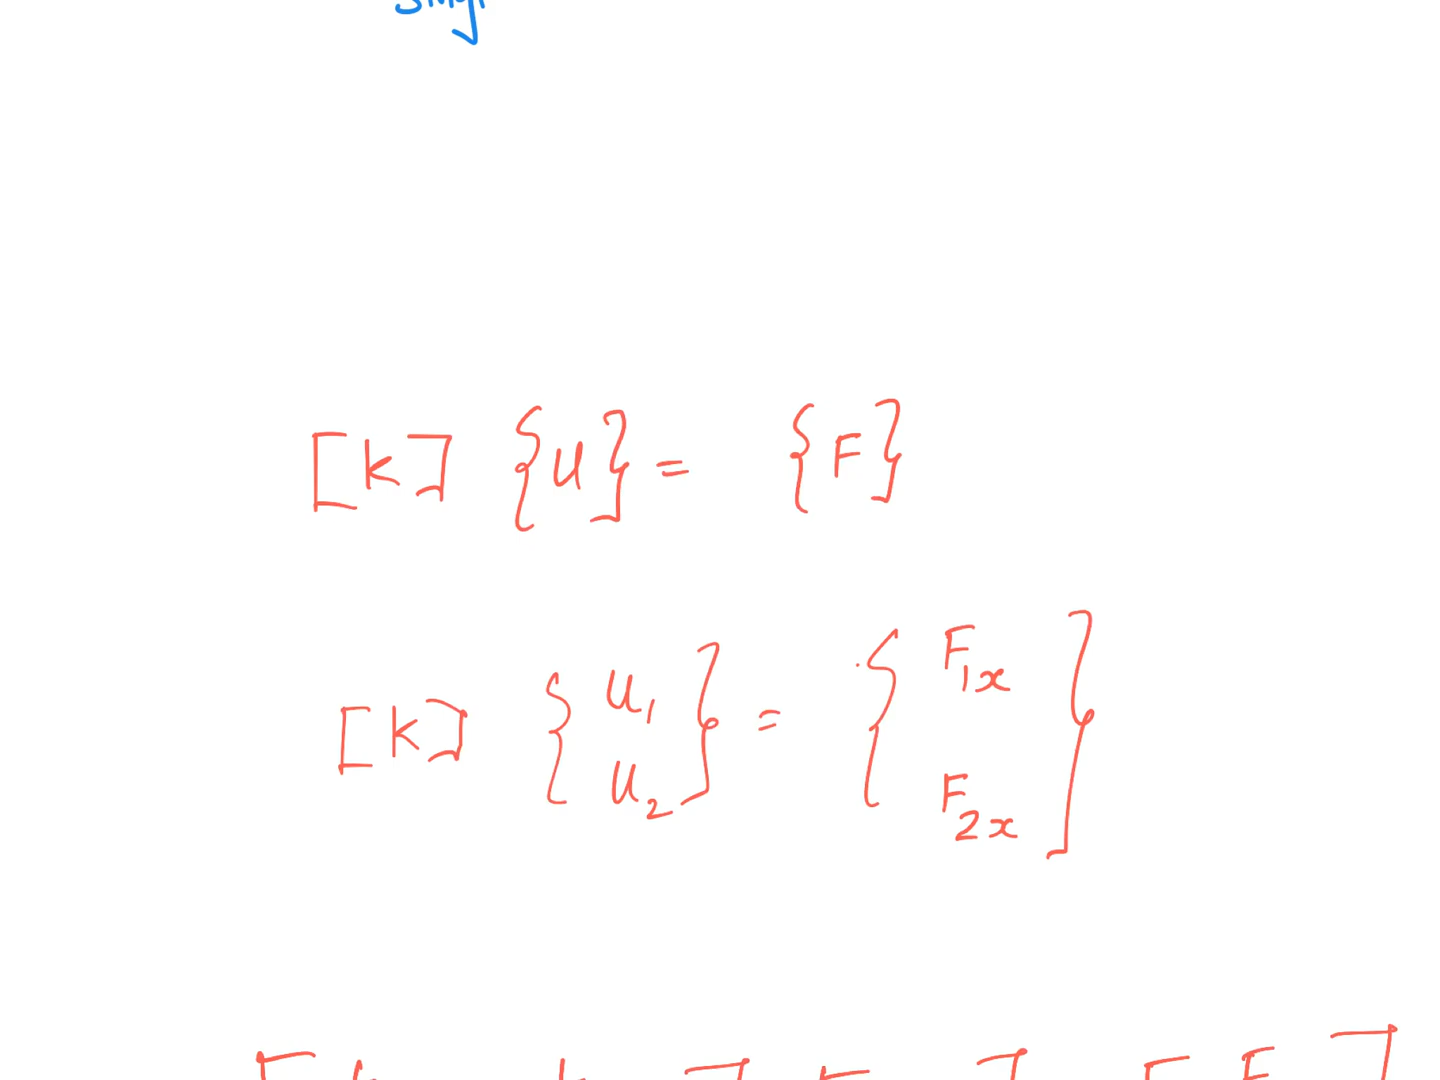 [K] {u} = {F}
[K] { u₁ u₂ } = { F₁ₓ F₂ₓ }